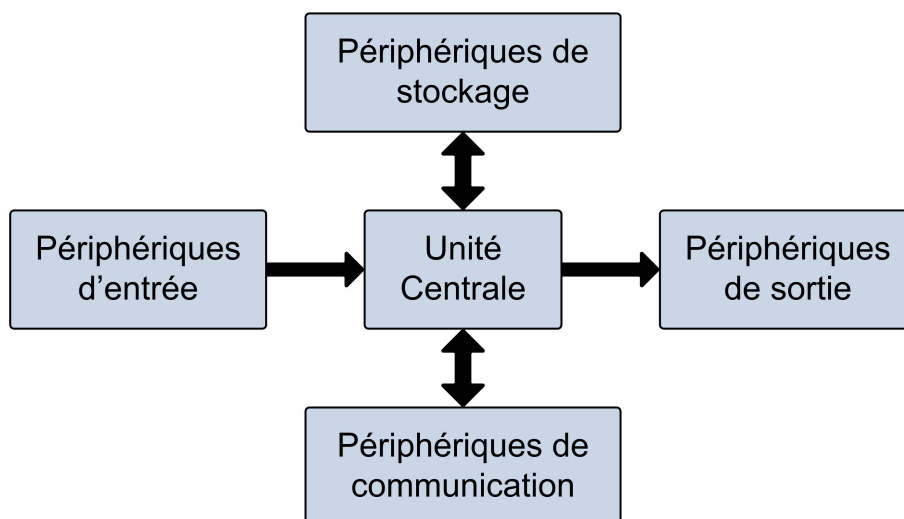 Périphériques de
stockage
Périphériques
d’entrée
Unité
Centrale
Périphériques
de sortie
Périphériques de
communication